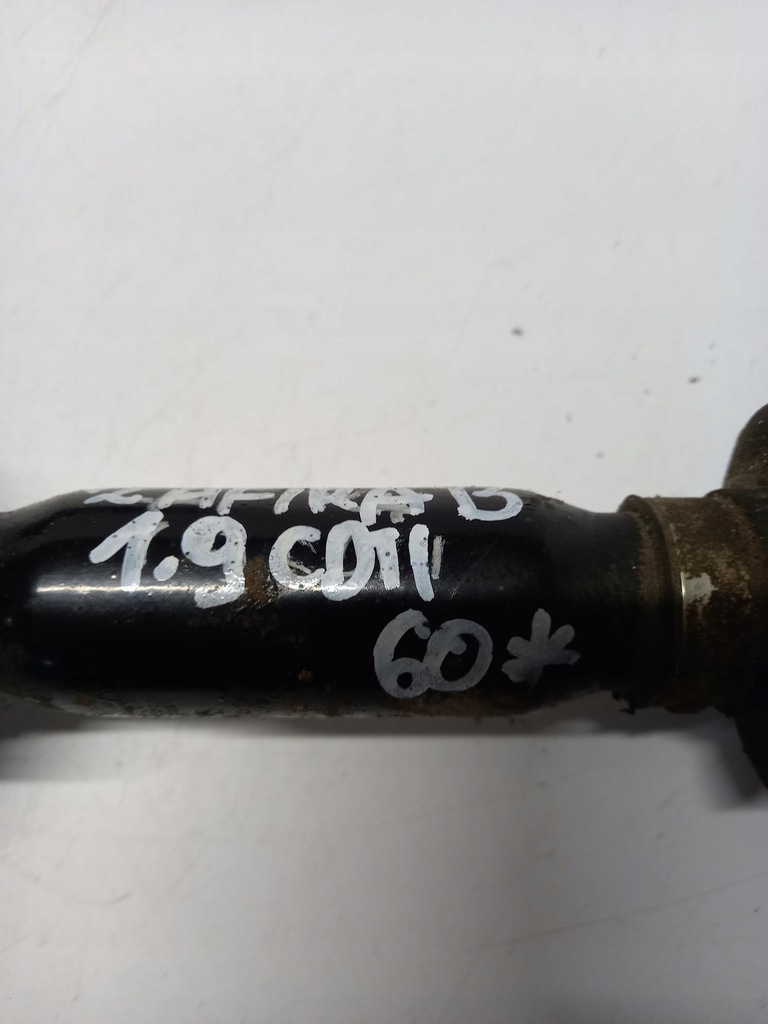 ZAFIRA B
1.9 CDTI
60*